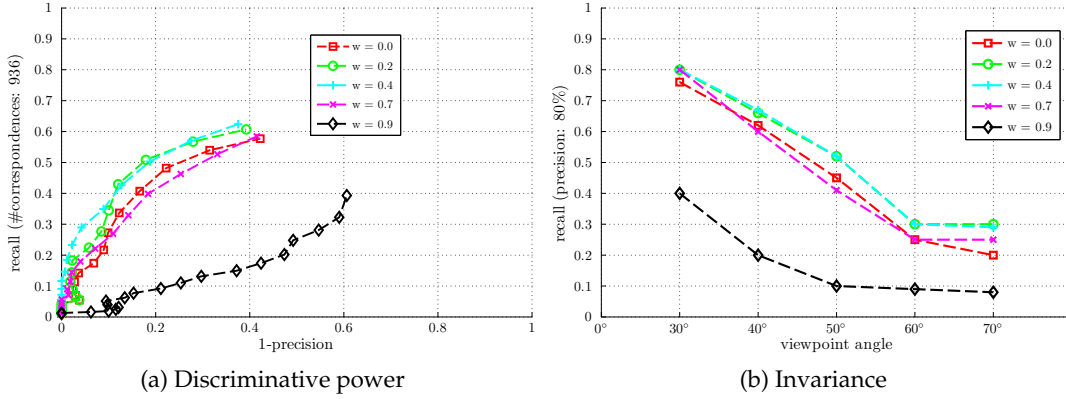 1
0.9
0.8
0.7
0.6
0.5
0.4
0.3
0.2
0.1
0
recall (#correspondences: 936)
w = 0.0
w = 0.2
w = 0.4
w = 0.7
w = 0.9
0 0.2 0.4 0.6 0.8 1
1-precision
(a) Discriminative power
1
0.9
0.8
0.7
0.6
0.5
0.4
0.3
0.2
0.1
0
recall (precision: 80%)
w = 0.0
w = 0.2
w = 0.4
w = 0.7
w = 0.9
0° 30° 40° 50° 60° 70°
viewpoint angle
(b) Invariance